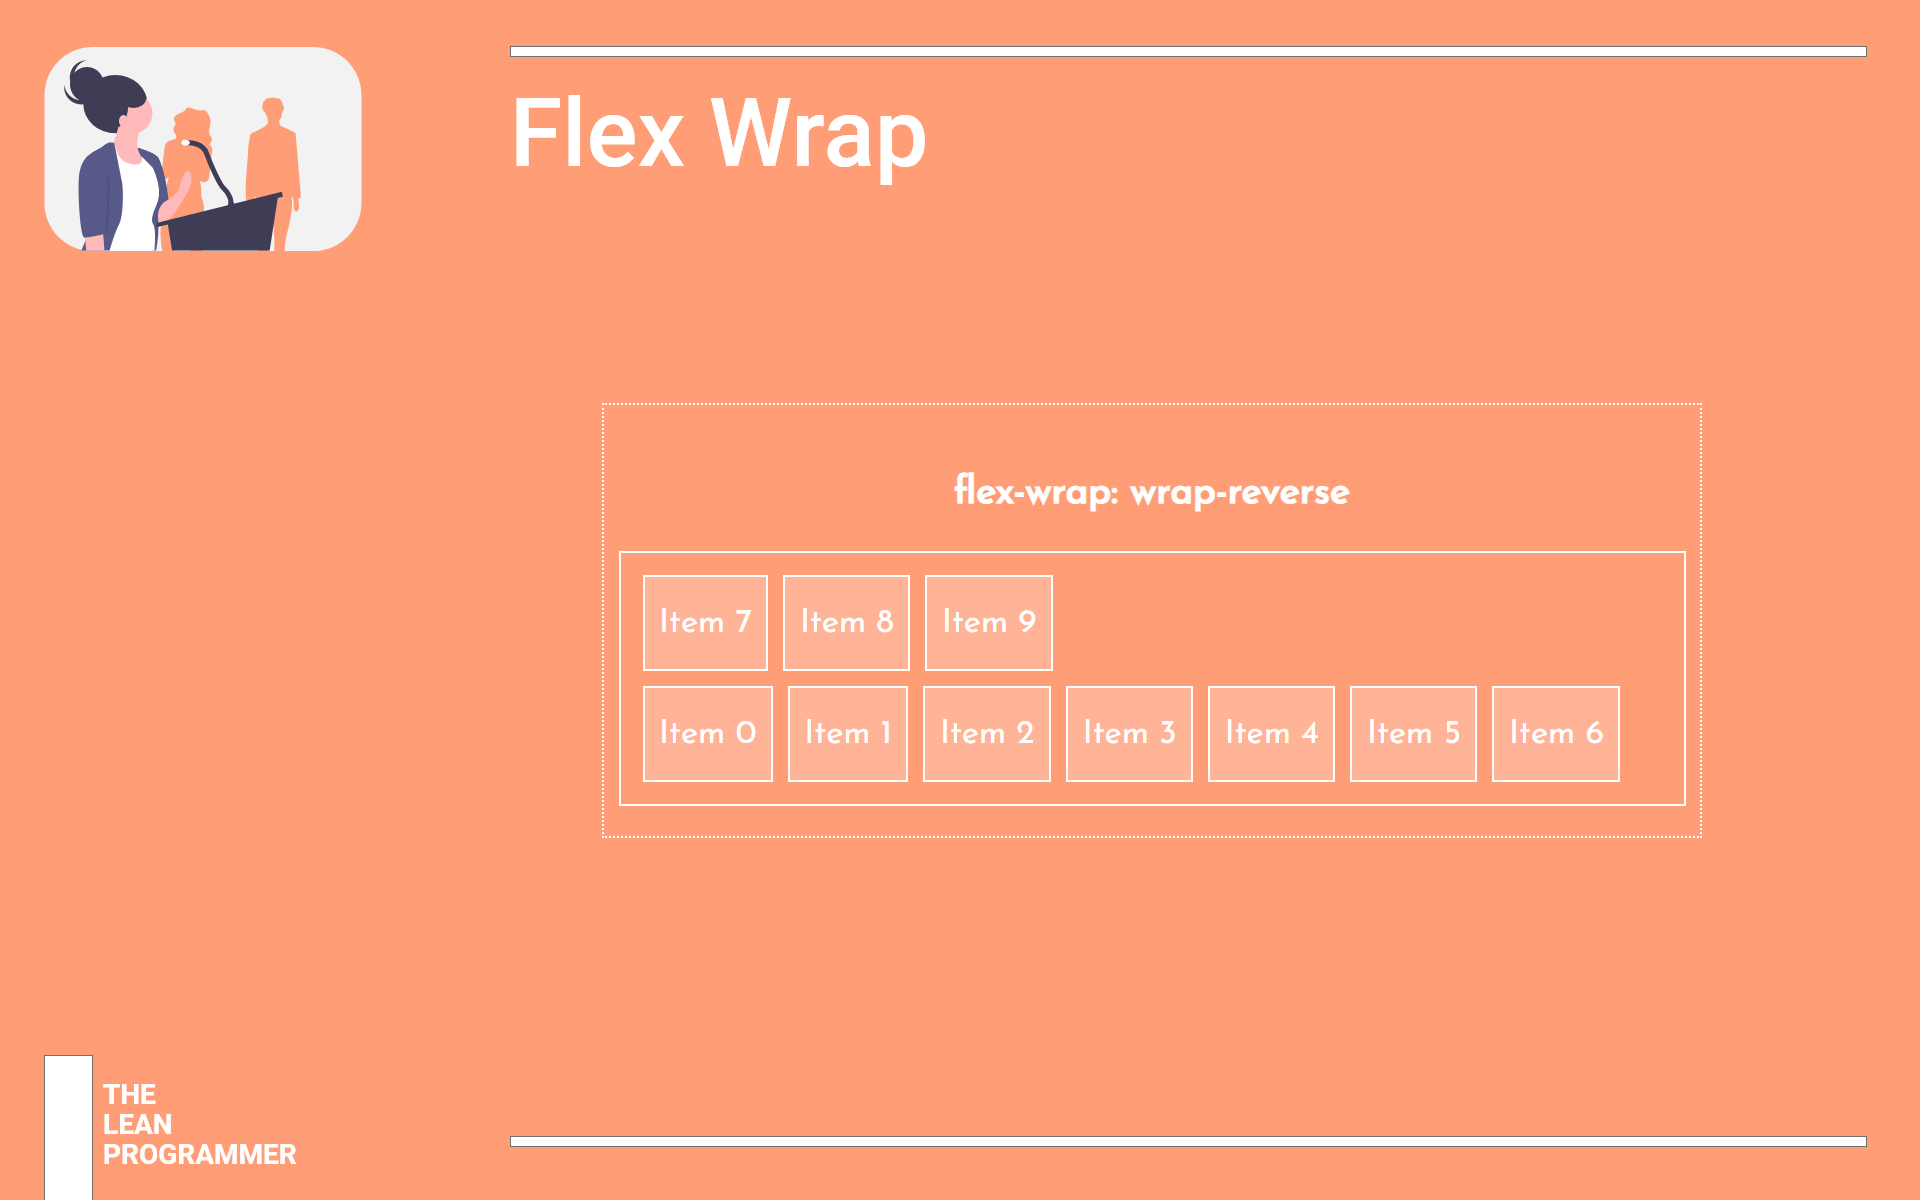 Flex Wrap
flex-wrap: wrap-reverse
Item 7 Item 8 Item 9
Item 0 Item 1 Item 2 Item 3 Item 4 Item 5 Item 6
THE
LEAN
PROGRAMMER